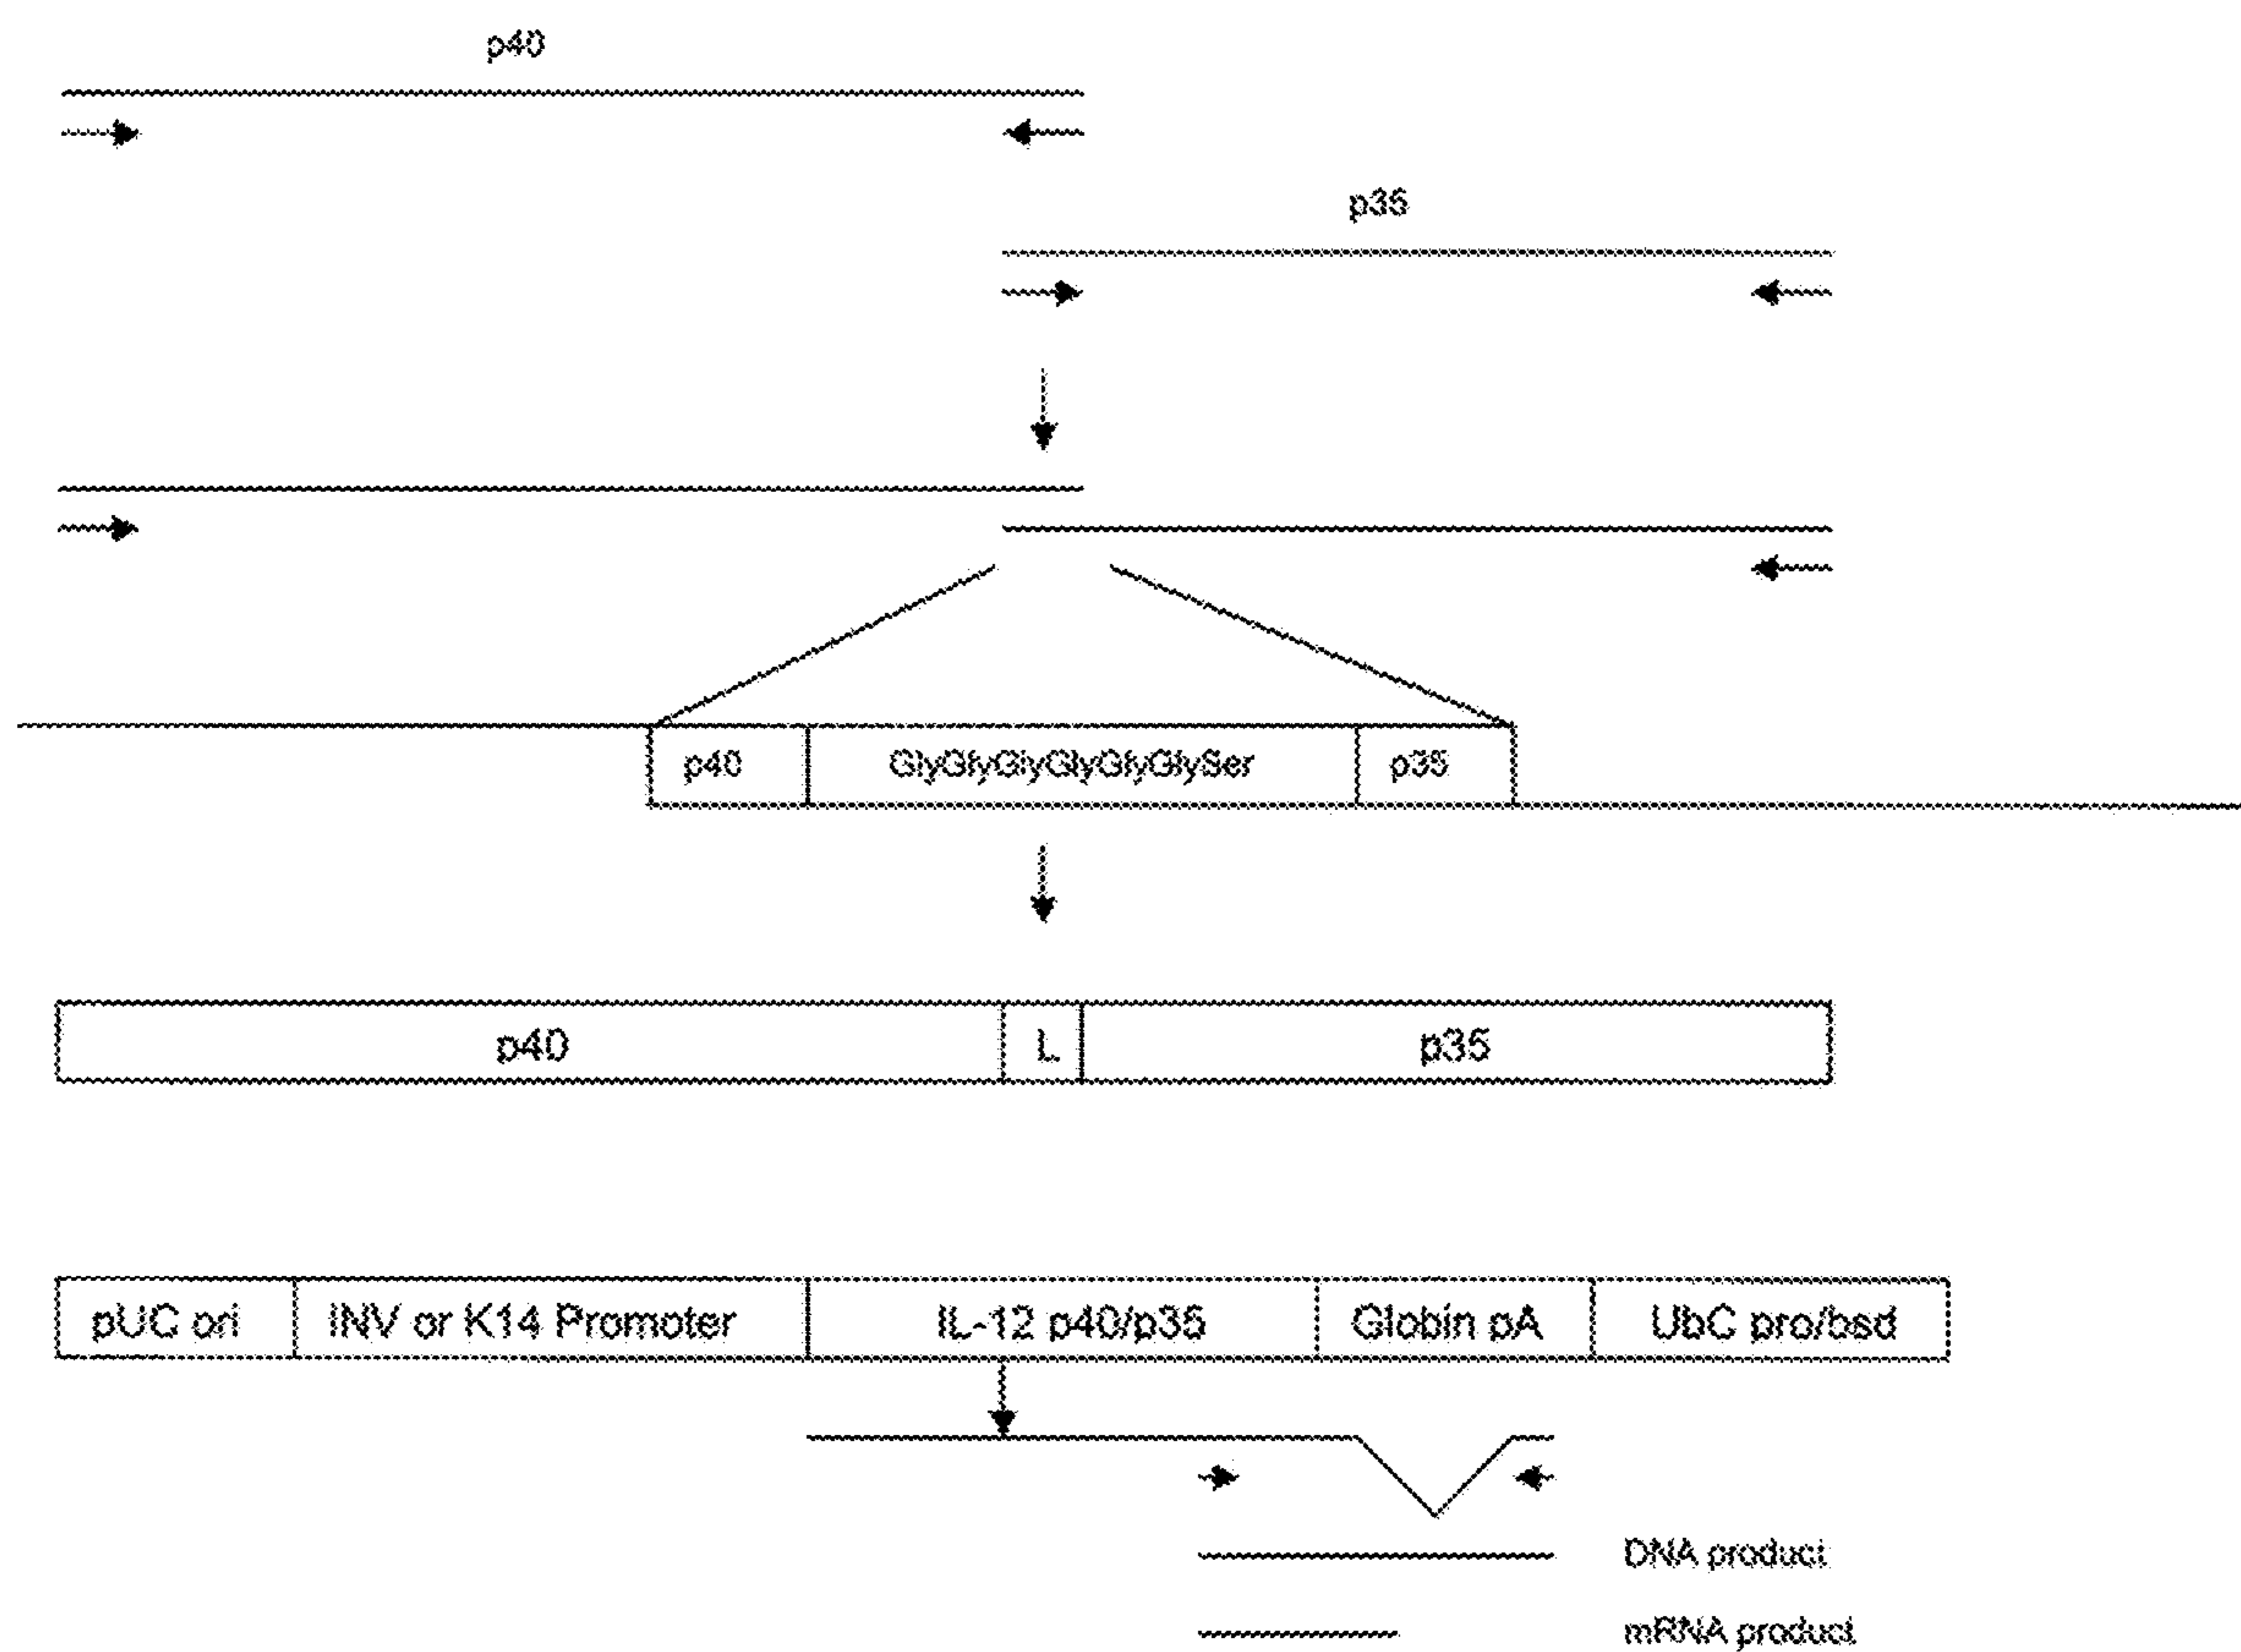 p40
p35
p40 GlyGlyGlyGlyGlyGlySer p35
p40 L p35
pUC ori INV or K14 Promoter IL-12 p40/p35 Globin pA UbC pro/bsd
DNA product
mRNA product